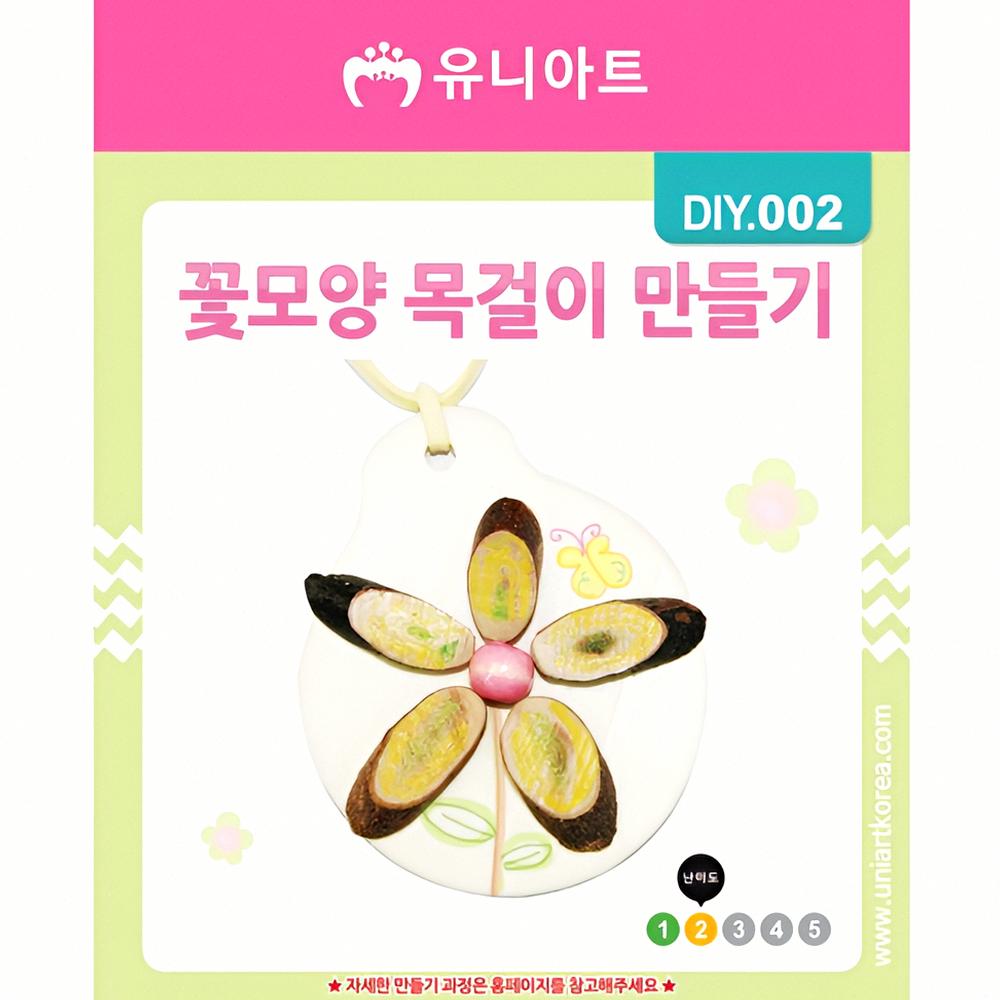 유니아트
DIY.002
꽃모양 목걸이 만들기
난이도
1 2 3 4 5
www.uniartkorea.com
★ 자세한 만들기 과정은 홈페이지를 참고해주세요 ★